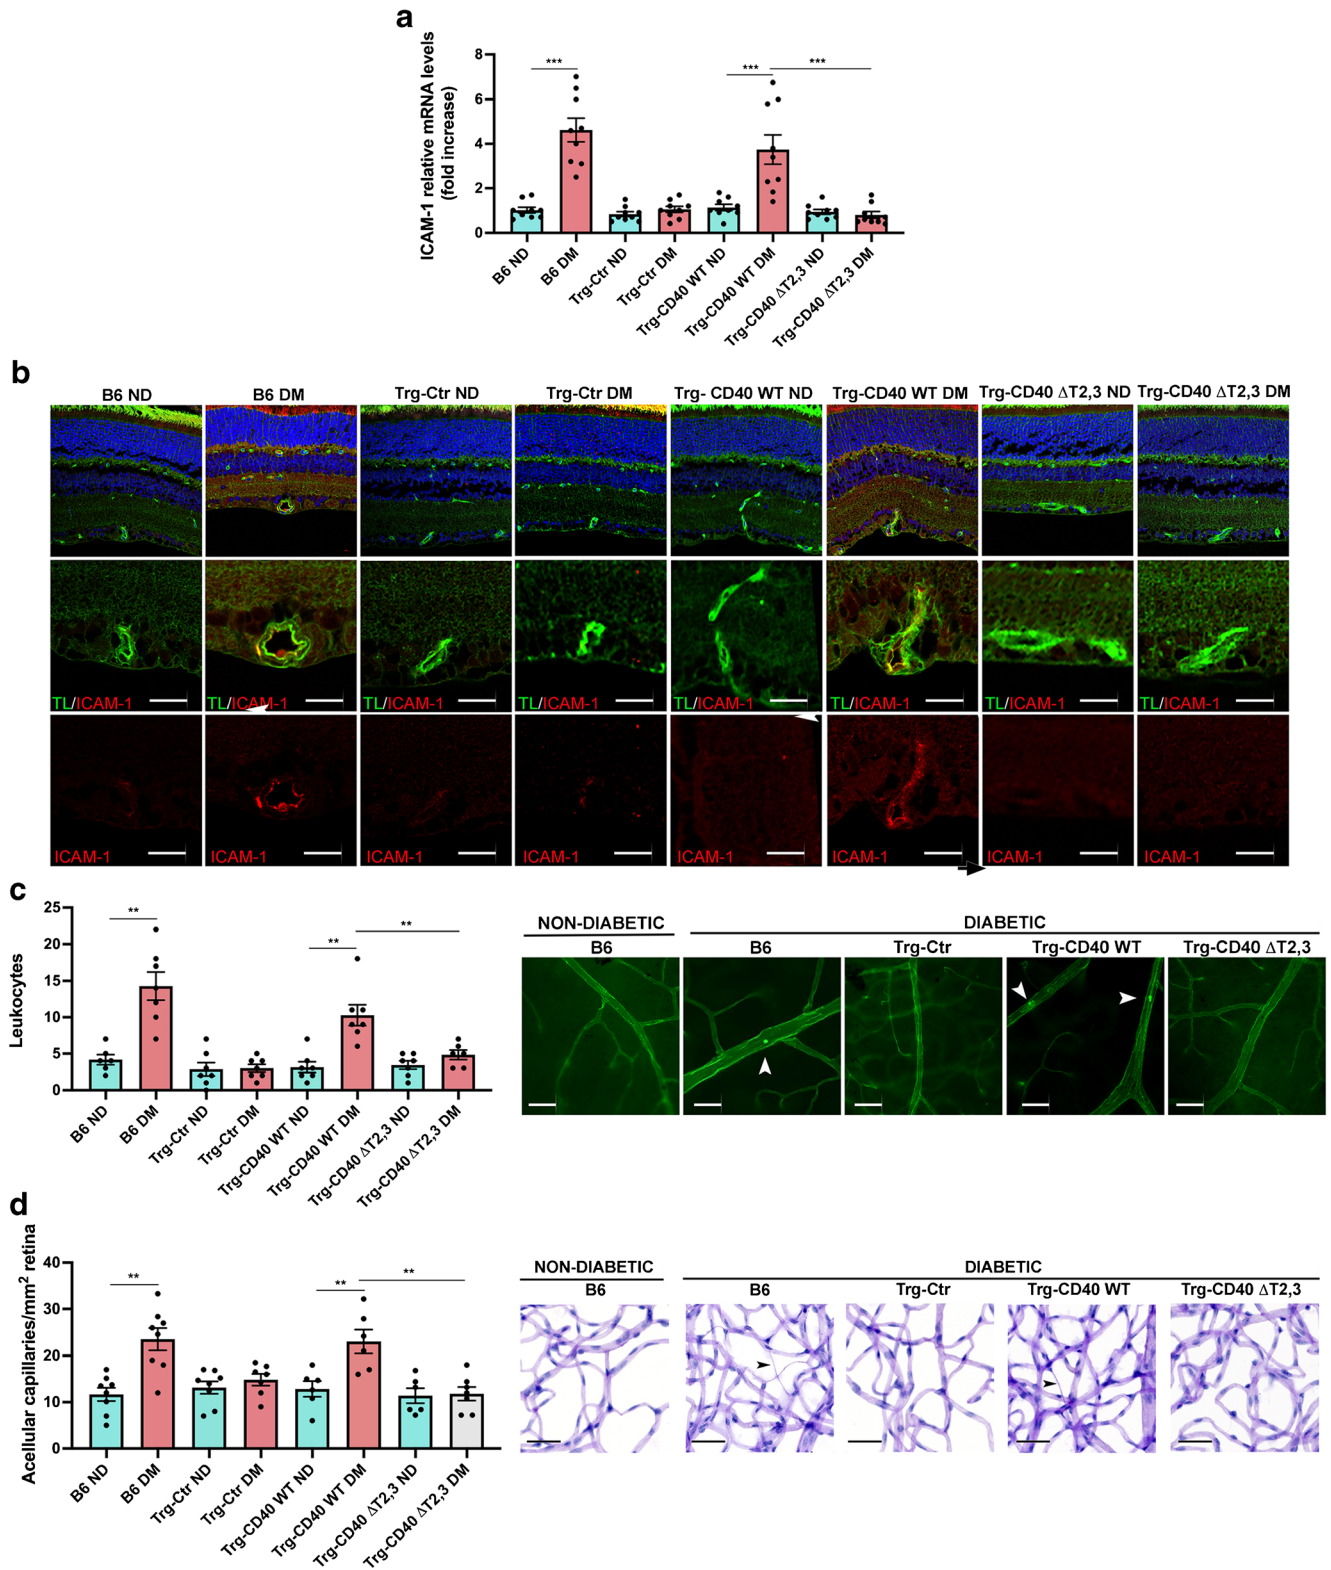 a
ICAM-1 relative mRNA levels
(fold increase)
8
6
4
2
0
***
***
***
B6 ND
B6 DM
Trg-Ctr ND
Trg-Ctr DM
Trg-CD40 WT ND
Trg-CD40 WT DM
Trg-CD40 ΔT2,3 ND
Trg-CD40 ΔT2,3 DM
b
B6 ND
B6 DM
Trg-Ctr ND
Trg-Ctr DM
Trg- CD40 WT ND
Trg-CD40 WT DM
Trg-CD40 ΔT2,3 ND
Trg-CD40 ΔT2,3 DM
TL/ICAM-1
TL/ICAM-1
TL/ICAM-1
TL/ICAM-1
TL/ICAM-1
TL/ICAM-1
TL/ICAM-1
TL/ICAM-1
ICAM-1
ICAM-1
ICAM-1
ICAM-1
ICAM-1
ICAM-1
ICAM-1
ICAM-1
c
Leukocytes
25
20
15
10
5
0
**
**
**
B6 ND
B6 DM
Trg-Ctr ND
Trg-Ctr DM
Trg-CD40 WT ND
Trg-CD40 WT DM
Trg-CD40 ΔT2,3 ND
Trg-CD40 ΔT2,3 DM
NON-DIABETIC
DIABETIC
B6
B6
Trg-Ctr
Trg-CD40 WT
Trg-CD40 ΔT2,3
d
Acellular capillaries/mm² retina
40
30
20
10
0
**
**
**
B6 ND
B6 DM
Trg-Ctr ND
Trg-Ctr DM
Trg-CD40 WT ND
Trg-CD40 WT DM
Trg-CD40 ΔT2,3 ND
Trg-CD40 ΔT2,3 DM
NON-DIABETIC
DIABETIC
B6
B6
Trg-Ctr
Trg-CD40 WT
Trg-CD40 ΔT2,3